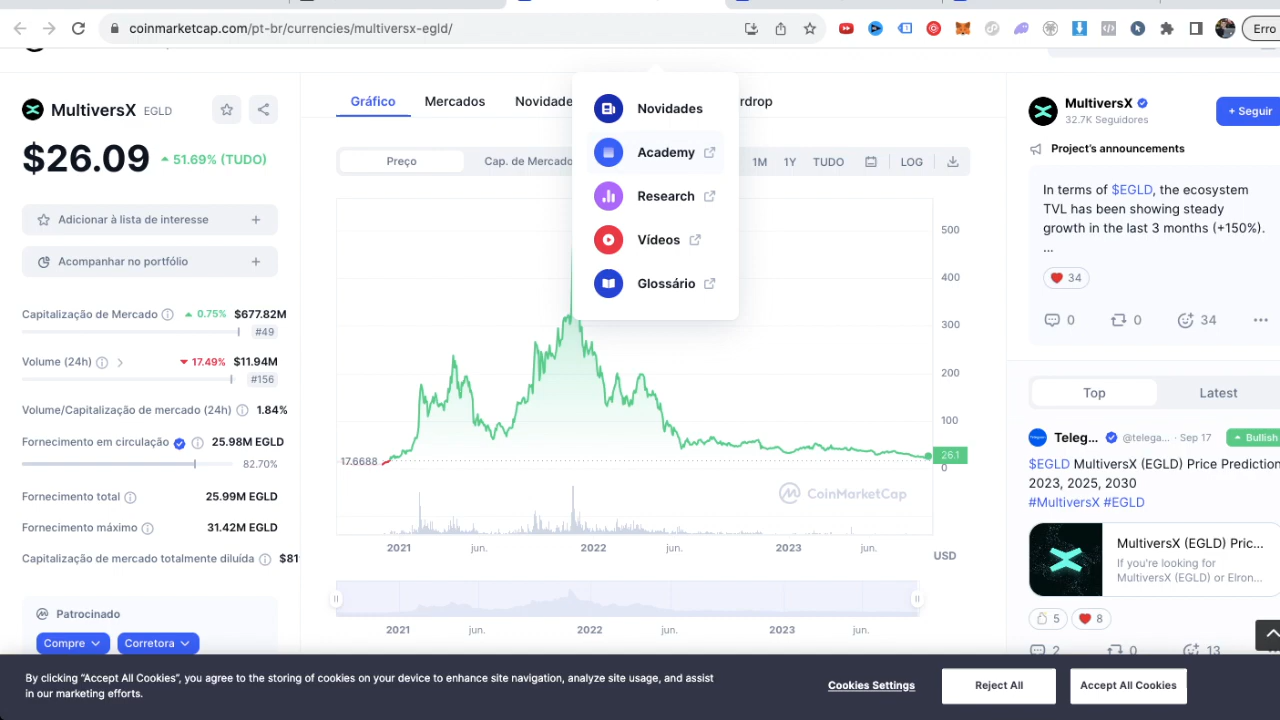 coinmarketcap.com/pt-br/currencies/multiversx-egld/
Erro
MultiversX EGLD
$26.09 51.69% (TUDO)
Adicionar à lista de interesse +
Acompanhar no portfólio +
Capitalização de Mercado 0.75% $677.82M
#49
Volume (24h) 17.49% $11.94M
#156
Volume/Capitalização de mercado (24h) 1.84%
Fornecimento em circulação 25.98M EGLD
82.70%
Fornecimento total 25.99M EGLD
Fornecimento máximo 31.42M EGLD
Capitalização de mercado totalmente diluída $81
Patrocinado
Compre
Corretora
Gráfico Mercados Novidade rdrop
Preço Cap. de Mercado 1M 1Y TUDO LOG
Novidades
Academy
Research
Vídeos
Glossário
500
400
300
200
100
26.1
0
17.6688
CoinMarketCap
2021 jun. 2022 jun. 2023 jun.
USD
2021 jun. 2022 jun. 2023 jun.
MultiversX
32.7K Seguidores
+ Seguir
Project's announcements
In terms of $EGLD, the ecosystem
TVL has been showing steady
growth in the last 3 months (+150%).
...
34
0 0 34
Top Latest
Teleg... @telega... · Sep 17 Bullish
$EGLD MultiversX (EGLD) Price Prediction
2023, 2025, 2030
#MultiversX #EGLD
MultiversX (EGLD) Pric...
If you're looking for
MultiversX (EGLD) or Elron...
5 8
2 0 13
By clicking "Accept All Cookies", you agree to the storing of cookies on your device to enhance site navigation, analyze site usage, and assist
in our marketing efforts.
Cookies Settings
Reject All
Accept All Cookies